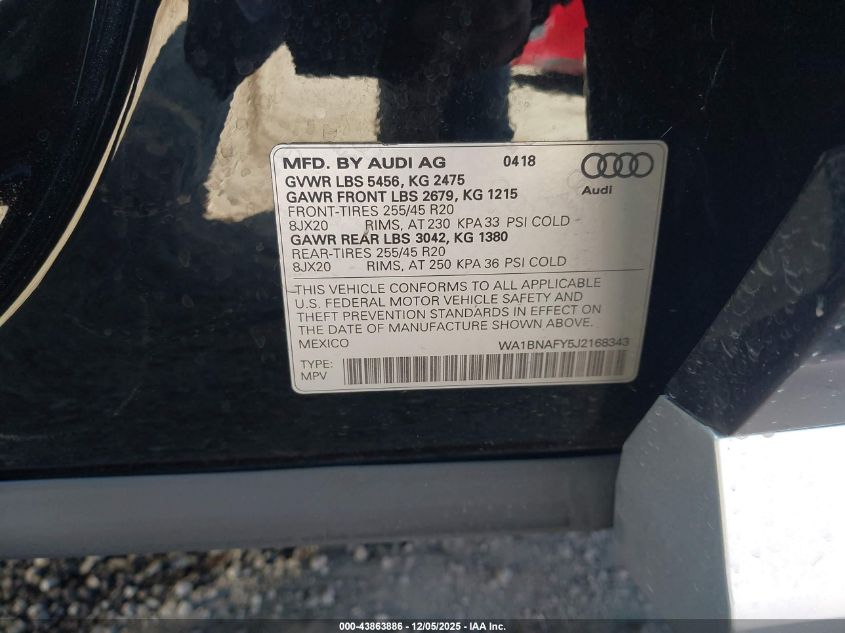 MFD. BY AUDI AG 0418
GVWR LBS 5456, KG 2475
GAWR FRONT LBS 2679, KG 1215
FRONT-TIRES 255/45 R20
8JX20 RIMS, AT 230 KPA 33 PSI COLD
GAWR REAR LBS 3042, KG 1380
REAR-TIRES 255/45 R20
8JX20 RIMS, AT 250 KPA 36 PSI COLD
Audi
THIS VEHICLE CONFORMS TO ALL APPLICABLE
U.S. FEDERAL MOTOR VEHICLE SAFETY AND
THEFT PREVENTION STANDARDS IN EFFECT ON
THE DATE OF MANUFACTURE SHOWN ABOVE.
MEXICO WA1BNAFY5J2168343
TYPE:
MPV
000-43863886 - 12/05/2025 - IAA Inc.